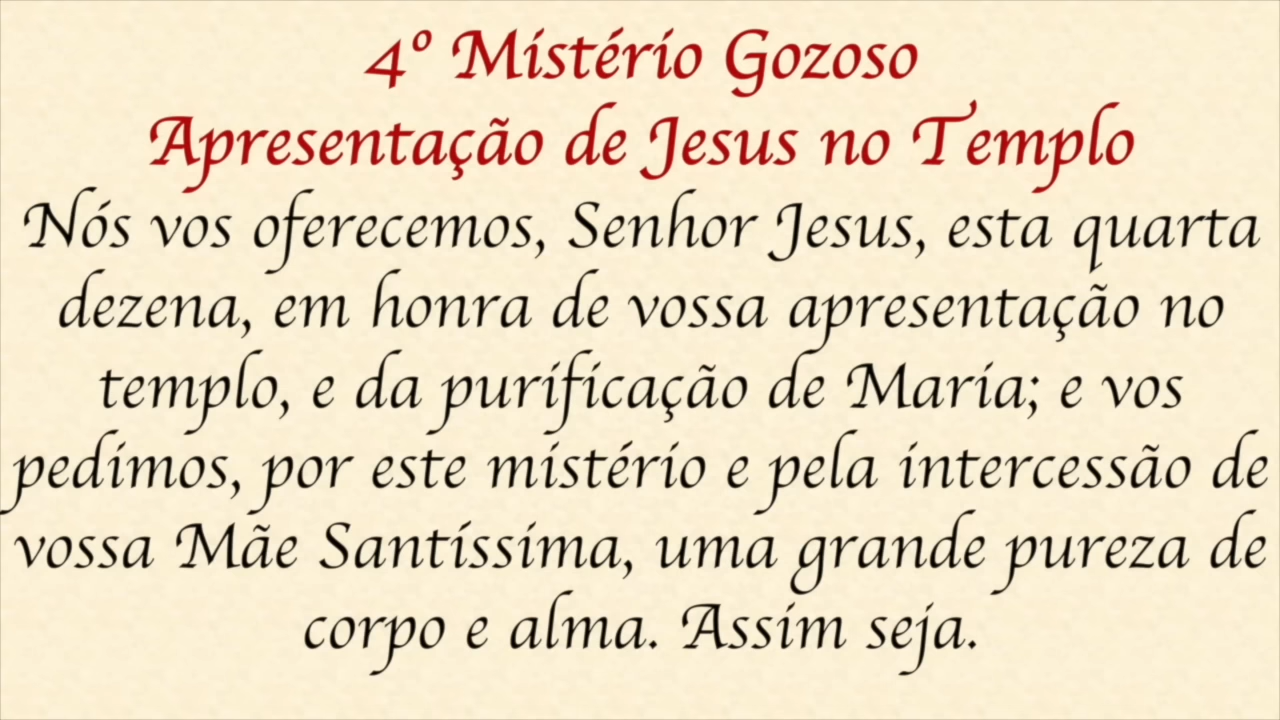 4º Mistério Gozoso
Apresentação de Jesus no Templo
Nós vos oferecemos, Senhor Jesus, esta quarta
dezena, em honra de vossa apresentação no
templo, e da purificação de Maria; e vos
pedimos, por este mistério e pela intercessão de
vossa Mãe Santíssima, uma grande pureza de
corpo e alma. Assim seja.